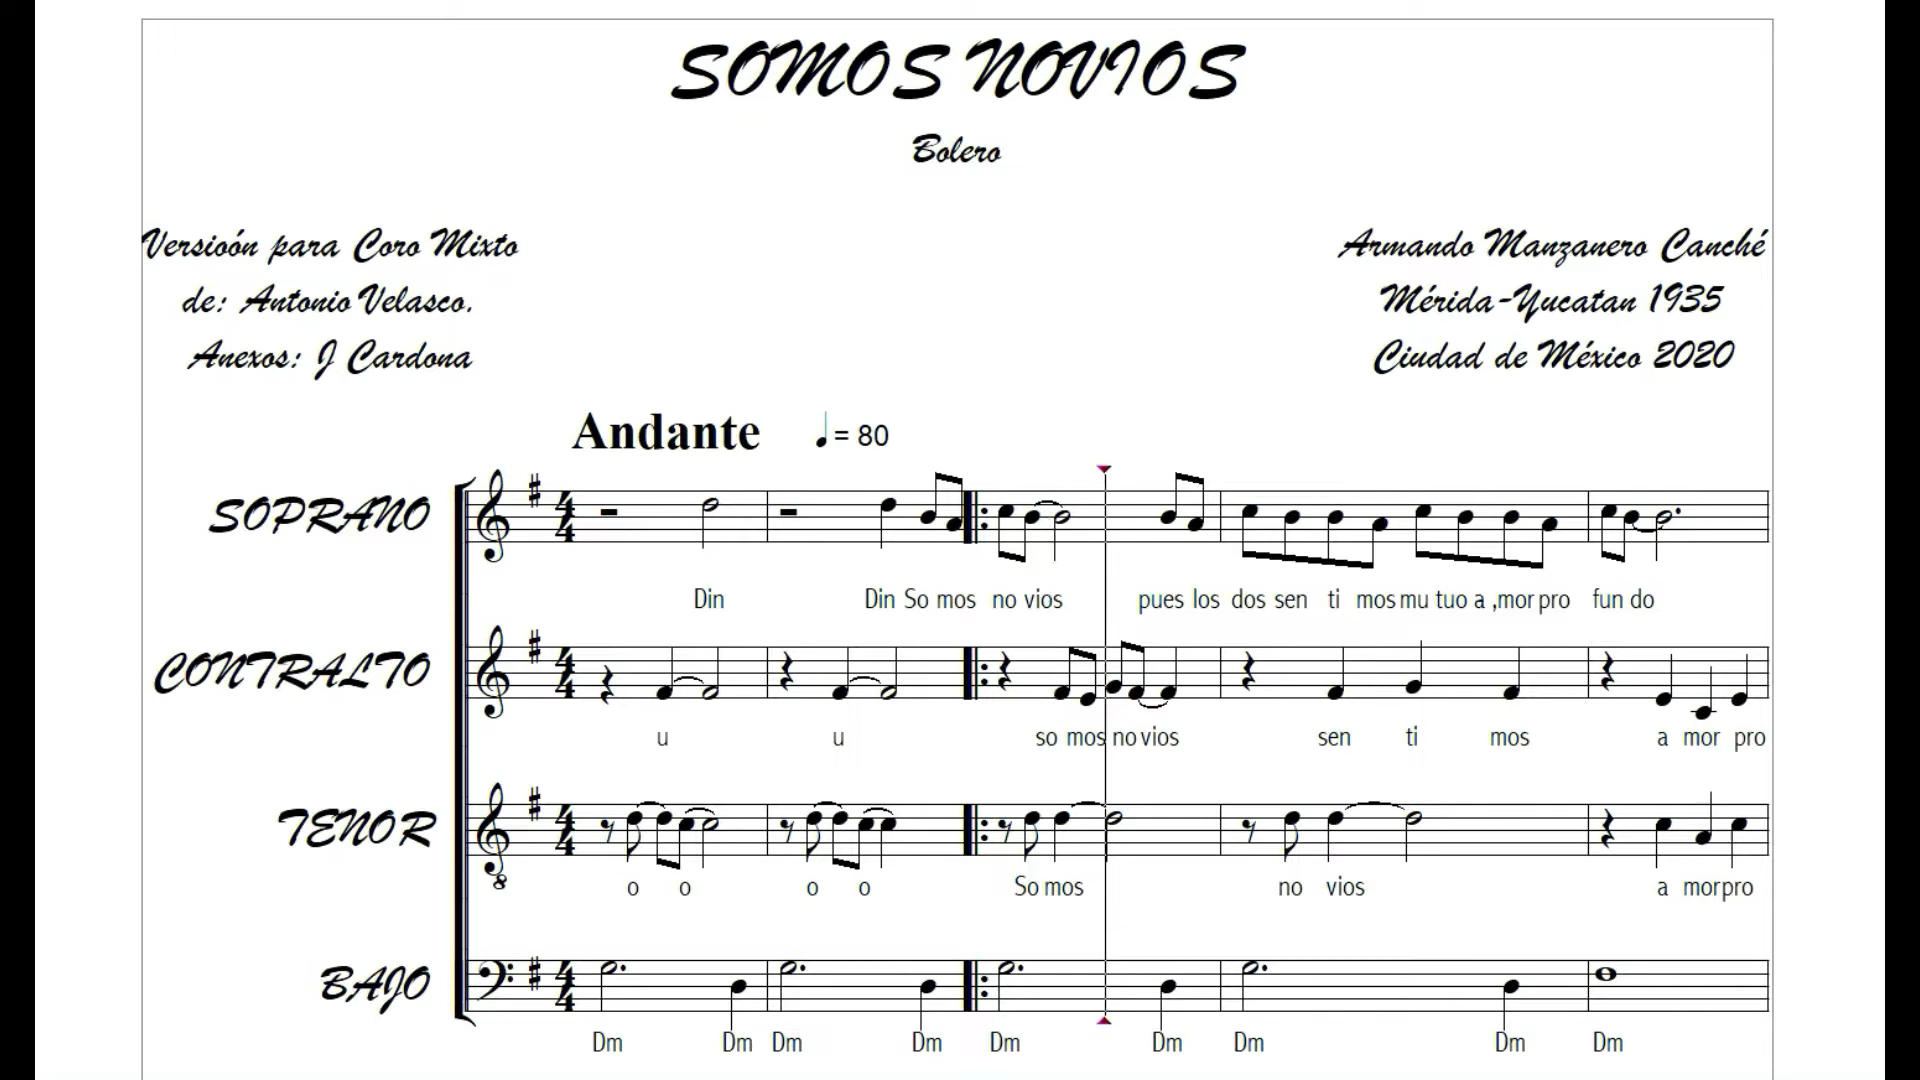 SOMOS NOVIOS
Bolero
Versioón para Coro Mixto
de: Antonio Velasco.
Anexos: J Cardona
Armando Manzanero Canché
Mérida-Yucatan 1935
Ciudad de México 2020
Andante = 80
SOPRANO
Din Din So mos no vios pues los dos sen ti mos mu tuo a ,mor pro fun do
CONTRALTO
u u so mos no vios sen ti mos a mor pro
TENOR
8
o o o o So mos no vios a mor pro
BAJO
Dm Dm Dm Dm Dm Dm Dm Dm Dm